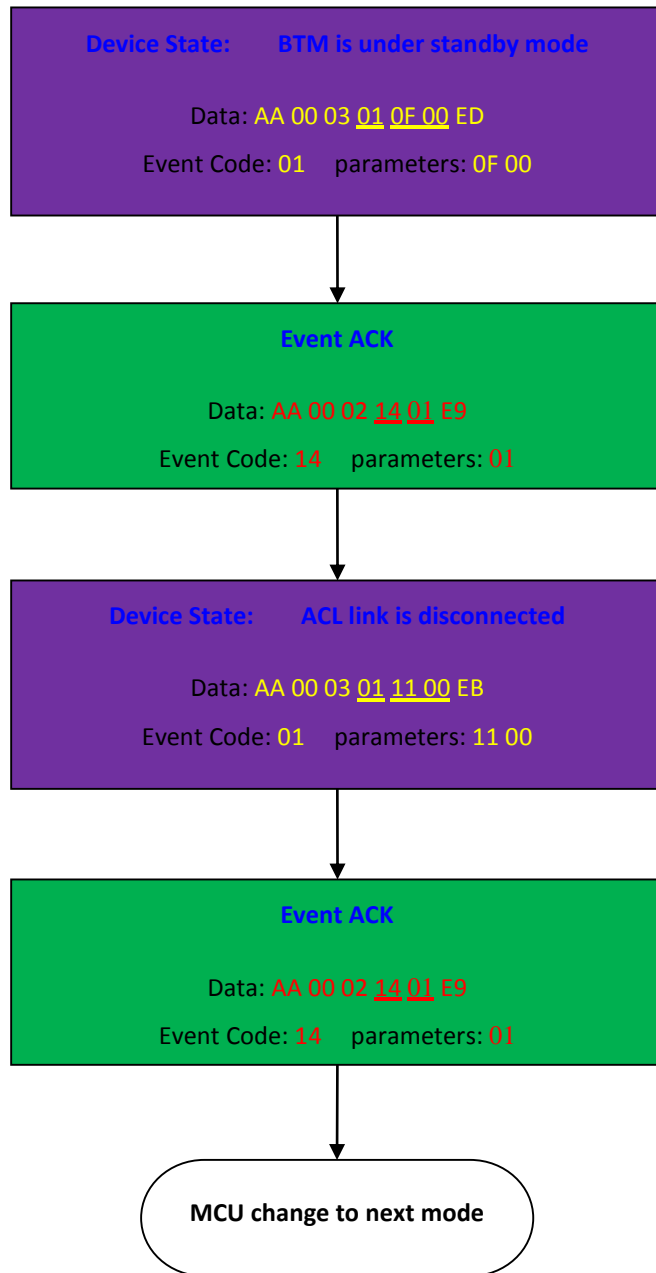 Device State: BTM is under standby mode
Data: AA 00 03 01 0F 00 ED
Event Code: 01 parameters: 0F 00
Event ACK
Data: AA 00 02 14 01 E9
Event Code: 14 parameters: 01
Device State: ACL link is disconnected
Data: AA 00 03 01 11 00 EB
Event Code: 01 parameters: 11 00
Event ACK
Data: AA 00 02 14 01 E9
Event Code: 14 parameters: 01
MCU change to next mode